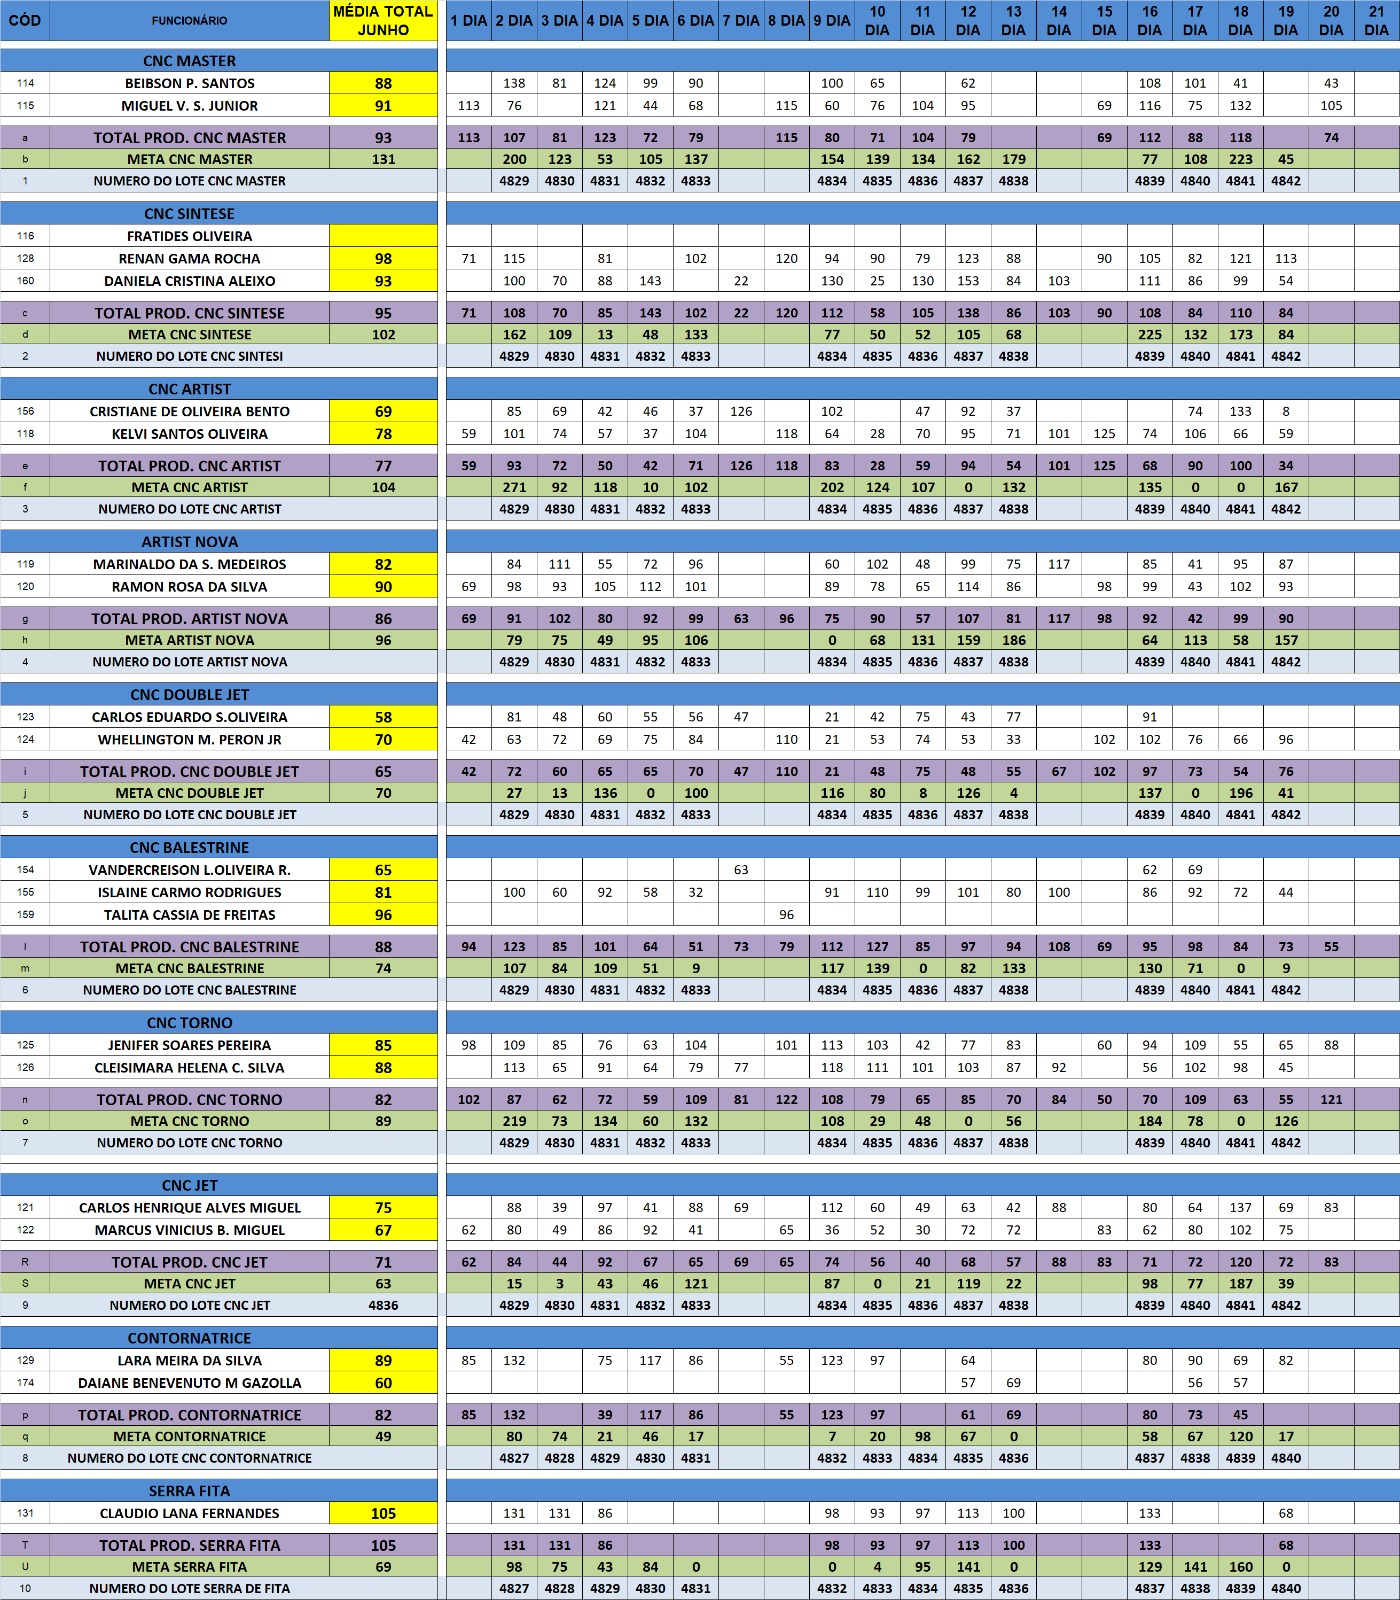 CÓD FUNCIONÁRIO MÉDIA TOTAL JUNHO 1 DIA 2 DIA 3 DIA 4 DIA 5 DIA 6 DIA 7 DIA 8 DIA 9 DIA 10 DIA 11 DIA 12 DIA 13 DIA 14 DIA 15 DIA 16 DIA 17 DIA 18 DIA 19 DIA 20 DIA 21 DIA
CNC MASTER
114 BEIBSON P. SANTOS 88 138 81 124 99 90 100 65 62 108 101 41 43
115 MIGUEL V. S. JUNIOR 91 113 76 121 44 68 115 60 76 104 95 69 116 75 132 105
a TOTAL PROD. CNC MASTER 93 113 107 81 123 72 79 115 80 71 104 79 69 112 88 118 74
b META CNC MASTER 131 200 123 53 105 137 154 139 134 162 179 77 108 223 45
1 NUMERO DO LOTE CNC MASTER 4829 4830 4831 4832 4833 4834 4835 4836 4837 4838 4839 4840 4841 4842
CNC SINTESE
116 FRATIDES OLIVEIRA
128 RENAN GAMA ROCHA 98 71 115 81 102 120 94 90 79 123 88 90 105 82 121 113
160 DANIELA CRISTINA ALEIXO 93 100 70 88 143 22 130 25 130 153 84 103 111 86 99 54
c TOTAL PROD. CNC SINTESE 95 71 108 70 85 143 102 22 120 112 58 105 138 86 103 90 108 84 110 84
d META CNC SINTESE 102 162 109 13 48 133 77 50 52 105 68 225 132 173 84
2 NUMERO DO LOTE CNC SINTESI 4829 4830 4831 4832 4833 4834 4835 4836 4837 4838 4839 4840 4841 4842
CNC ARTIST
156 CRISTIANE DE OLIVEIRA BENTO 69 85 69 42 46 37 126 102 47 92 37 74 133 8
118 KELVI SANTOS OLIVEIRA 78 59 101 74 57 37 104 118 64 28 70 95 71 101 125 74 106 66 59
e TOTAL PROD. CNC ARTIST 77 59 93 72 50 42 71 126 118 83 28 59 94 54 101 125 68 90 100 34
f META CNC ARTIST 104 271 92 118 10 102 202 124 107 0 132 135 0 0 167
3 NUMERO DO LOTE CNC ARTIST 4829 4830 4831 4832 4833 4834 4835 4836 4837 4838 4839 4840 4841 4842
ARTIST NOVA
119 MARINALDO DA S. MEDEIROS 82 84 111 55 72 96 60 102 48 99 75 117 85 41 95 87
120 RAMON ROSA DA SILVA 90 69 98 93 105 112 101 89 78 65 114 86 98 99 43 102 93
g TOTAL PROD. ARTIST NOVA 86 69 91 102 80 92 99 63 96 75 90 57 107 81 117 98 92 42 99 90
h META ARTIST NOVA 96 79 75 49 95 106 0 68 131 159 186 64 113 58 157
4 NUMERO DO LOTE ARTIST NOVA 4829 4830 4831 4832 4833 4834 4835 4836 4837 4838 4839 4840 4841 4842
CNC DOUBLE JET
123 CARLOS EDUARDO S.OLIVEIRA 58 81 48 60 55 56 47 21 42 75 43 77 91
124 WHELLINGTON M. PERON JR 70 42 63 72 69 75 84 110 21 53 74 53 33 102 102 76 66 96
i TOTAL PROD. CNC DOUBLE JET 65 42 72 60 65 65 70 47 110 21 48 75 48 55 67 102 97 73 54 76
j META CNC DOUBLE JET 70 27 13 136 0 100 116 80 8 126 4 137 0 196 41
5 NUMERO DO LOTE CNC DOUBLE JET 4829 4830 4831 4832 4833 4834 4835 4836 4837 4838 4839 4840 4841 4842
CNC BALESTRINE
154 VANDERCREISON L.OLIVEIRA R. 65 63 62 69
155 ISLAINE CARMO RODRIGUES 81 100 60 92 58 32 91 110 99 101 80 100 86 92 72 44
159 TALITA CASSIA DE FREITAS 96 96
l TOTAL PROD. CNC BALESTRINE 88 94 123 85 101 64 51 73 79 112 127 85 97 94 108 69 95 98 84 73 55
m META CNC BALESTRINE 74 107 84 109 51 9 117 139 0 82 133 130 71 0 9
6 NUMERO DO LOTE CNC BALESTRINE 4829 4830 4831 4832 4833 4834 4835 4836 4837 4838 4839 4840 4841 4842
CNC TORNO
125 JENIFER SOARES PEREIRA 85 98 109 85 76 63 104 101 113 103 42 77 83 60 94 109 55 65 88
126 CLEISIMARA HELENA C. SILVA 88 113 65 91 64 79 77 118 111 101 103 87 92 56 102 98 45
n TOTAL PROD. CNC TORNO 82 102 87 62 72 59 109 81 122 108 79 65 85 70 84 50 70 109 63 55 121
o META CNC TORNO 89 219 73 134 60 132 108 29 48 0 56 184 78 0 126
7 NUMERO DO LOTE CNC TORNO 4829 4830 4831 4832 4833 4834 4835 4836 4837 4838 4839 4840 4841 4842
CNC JET
121 CARLOS HENRIQUE ALVES MIGUEL 75 88 39 97 41 88 69 112 60 49 63 42 88 80 64 137 69 83
122 MARCUS VINICIUS B. MIGUEL 67 62 80 49 86 92 41 65 36 52 30 72 72 83 62 80 102 75
R TOTAL PROD. CNC JET 71 62 84 44 92 67 65 69 65 74 56 40 68 57 88 83 71 72 120 72 83
S META CNC JET 63 15 3 43 46 121 87 0 21 119 22 98 77 187 39
9 NUMERO DO LOTE CNC JET 4836 4829 4830 4831 4832 4833 4834 4835 4836 4837 4838 4839 4840 4841 4842
CONTORNATRICE
129 LARA MEIRA DA SILVA 89 85 132 75 117 86 55 123 97 64 80 90 69 82
174 DAIANE BENEVENUTO M GAZOLLA 60 57 69 56 57
p TOTAL PROD. CONTORNATRICE 82 85 132 39 117 86 55 123 97 61 69 80 73 45
q META CONTORNATRICE 49 80 74 21 46 17 7 20 98 67 0 58 67 120 17
8 NUMERO DO LOTE CNC CONTORNATRICE 4827 4828 4829 4830 4831 4832 4833 4834 4835 4836 4837 4838 4839 4840
SERRA FITA
131 CLAUDIO LANA FERNANDES 105 131 131 86 98 93 97 113 100 133 68
T TOTAL PROD. SERRA FITA 105 131 131 86 98 93 97 113 100 133 68
U META SERRA FITA 69 98 75 43 84 0 0 4 95 141 0 129 141 160 0
10 NUMERO DO LOTE SERRA DE FITA 4827 4828 4829 4830 4831 4832 4833 4834 4835 4836 4837 4838 4839 4840